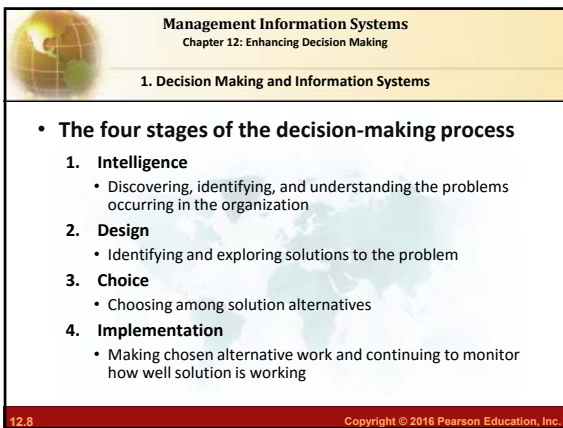 Management Information Systems
Chapter 12: Enhancing Decision Making
1. Decision Making and Information Systems
• The four stages of the decision-making process
1. Intelligence
• Discovering, identifying, and understanding the problems
occurring in the organization
2. Design
• Identifying and exploring solutions to the problem
3. Choice
• Choosing among solution alternatives
4. Implementation
• Making chosen alternative work and continuing to monitor
how well solution is working
12.8 Copyright © 2016 Pearson Education, Inc.